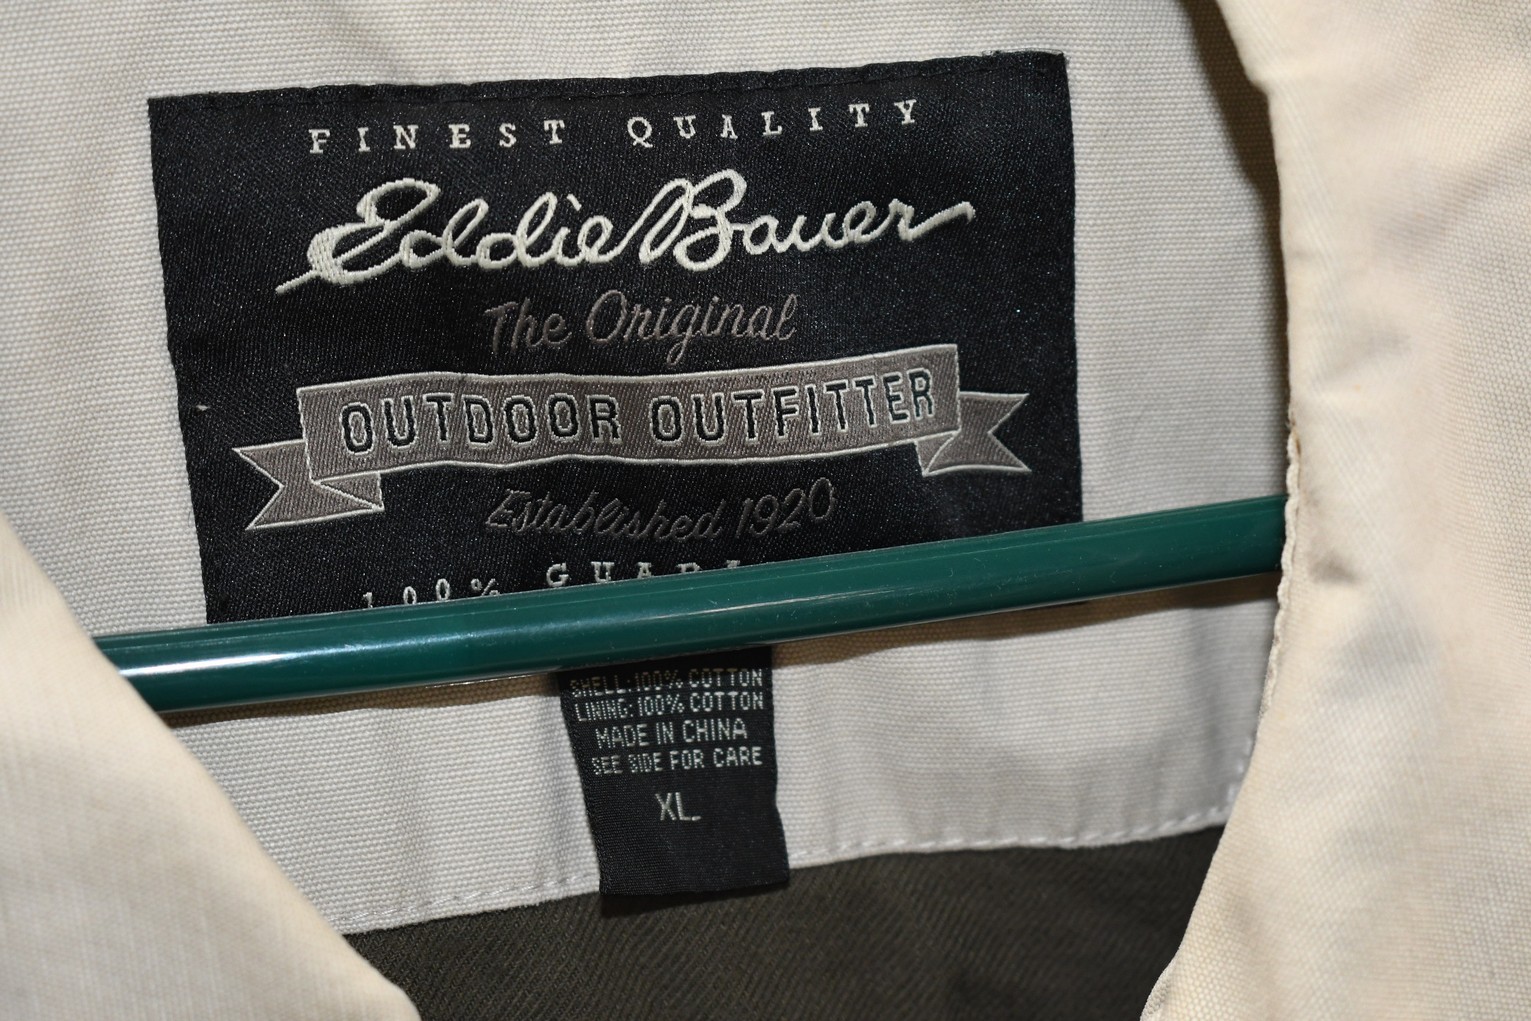 FINEST QUALITY
Eddie Bauer
The Original
OUTDOOR OUTFITTER
Established 1920
100%
SHELL: 100% COTTON
LINING: 100% COTTON
MADE IN CHINA
SEE SIDE FOR CARE
XL